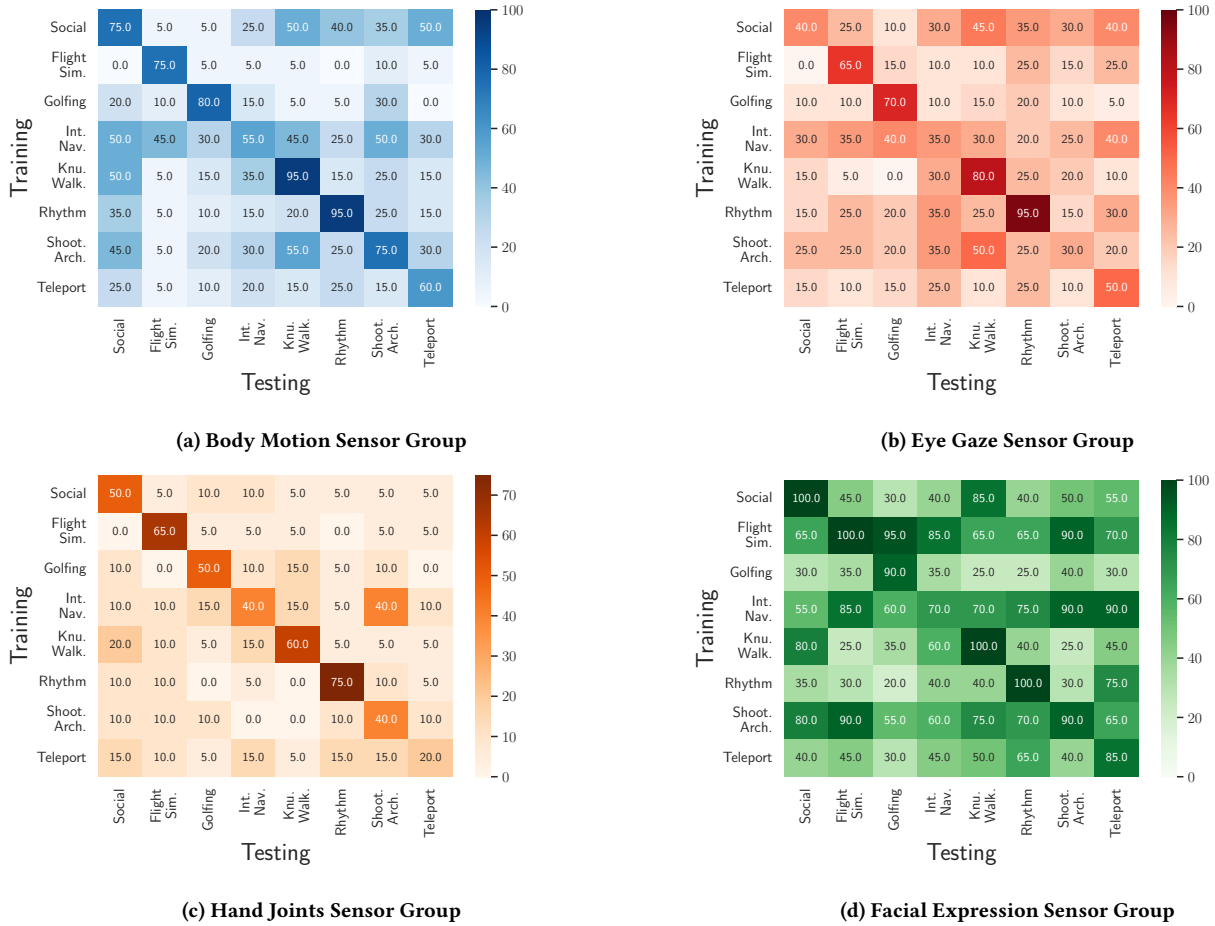 Training
Social 75.0 5.0 5.0 25.0 50.0 40.0 35.0 50.0
Flight
Sim. 0.0 75.0 5.0 5.0 5.0 0.0 10.0 5.0
Golfing 20.0 10.0 80.0 15.0 5.0 5.0 30.0 0.0
Int.
Nav. 50.0 45.0 30.0 55.0 45.0 25.0 50.0 30.0
Knu.
Walk. 50.0 5.0 15.0 35.0 95.0 15.0 25.0 15.0
Rhythm 35.0 5.0 10.0 15.0 20.0 95.0 25.0 15.0
Shoot.
Arch. 45.0 5.0 20.0 30.0 55.0 25.0 75.0 30.0
Teleport 25.0 5.0 10.0 20.0 15.0 25.0 15.0 60.0
Social
Flight
Sim.
Golfing
Int.
Nav.
Knu.
Walk.
Rhythm
Shoot.
Arch.
Teleport
Testing
100
80
60
40
20
0
(a) Body Motion Sensor Group
Training
Social 40.0 25.0 10.0 30.0 45.0 35.0 30.0 40.0
Flight
Sim. 0.0 65.0 15.0 10.0 10.0 25.0 15.0 25.0
Golfing 10.0 10.0 70.0 10.0 15.0 20.0 10.0 5.0
Int.
Nav. 30.0 35.0 40.0 35.0 30.0 20.0 25.0 40.0
Knu.
Walk. 15.0 5.0 0.0 30.0 80.0 25.0 20.0 10.0
Rhythm 15.0 25.0 20.0 35.0 25.0 95.0 15.0 30.0
Shoot.
Arch. 25.0 25.0 20.0 35.0 50.0 25.0 30.0 20.0
Teleport 15.0 10.0 25.0 15.0 10.0 25.0 10.0 50.0
Social
Flight
Sim.
Golfing
Int.
Nav.
Knu.
Walk.
Rhythm
Shoot.
Arch.
Teleport
Testing
100
80
60
40
20
0
(b) Eye Gaze Sensor Group
Training
Social 50.0 5.0 10.0 10.0 5.0 5.0 5.0 5.0
Flight
Sim. 0.0 65.0 5.0 5.0 5.0 0.0 5.0 5.0
Golfing 10.0 0.0 50.0 10.0 15.0 5.0 10.0 0.0
Int.
Nav. 10.0 10.0 15.0 40.0 15.0 5.0 40.0 10.0
Knu.
Walk. 20.0 10.0 5.0 15.0 60.0 5.0 5.0 5.0
Rhythm 10.0 10.0 0.0 5.0 0.0 75.0 10.0 5.0
Shoot.
Arch. 10.0 10.0 10.0 0.0 0.0 10.0 40.0 10.0
Teleport 15.0 10.0 5.0 15.0 5.0 15.0 15.0 20.0
Social
Flight
Sim.
Golfing
Int.
Nav.
Knu.
Walk.
Rhythm
Shoot.
Arch.
Teleport
Testing
70
60
50
40
30
20
10
0
(c) Hand Joints Sensor Group
Training
Social 100.0 45.0 30.0 40.0 85.0 40.0 50.0 55.0
Flight
Sim. 65.0 100.0 95.0 85.0 65.0 65.0 90.0 70.0
Golfing 30.0 35.0 90.0 35.0 25.0 25.0 40.0 30.0
Int.
Nav. 55.0 85.0 60.0 70.0 70.0 75.0 90.0 90.0
Knu.
Walk. 80.0 25.0 35.0 60.0 100.0 40.0 25.0 45.0
Rhythm 35.0 30.0 20.0 40.0 40.0 100.0 30.0 75.0
Shoot.
Arch. 80.0 90.0 55.0 60.0 75.0 70.0 90.0 65.0
Teleport 40.0 45.0 30.0 45.0 50.0 65.0 40.0 85.0
Social
Flight
Sim.
Golfing
Int.
Nav.
Knu.
Walk.
Rhythm
Shoot.
Arch.
Teleport
Testing
100
80
60
40
20
0
(d) Facial Expression Sensor Group